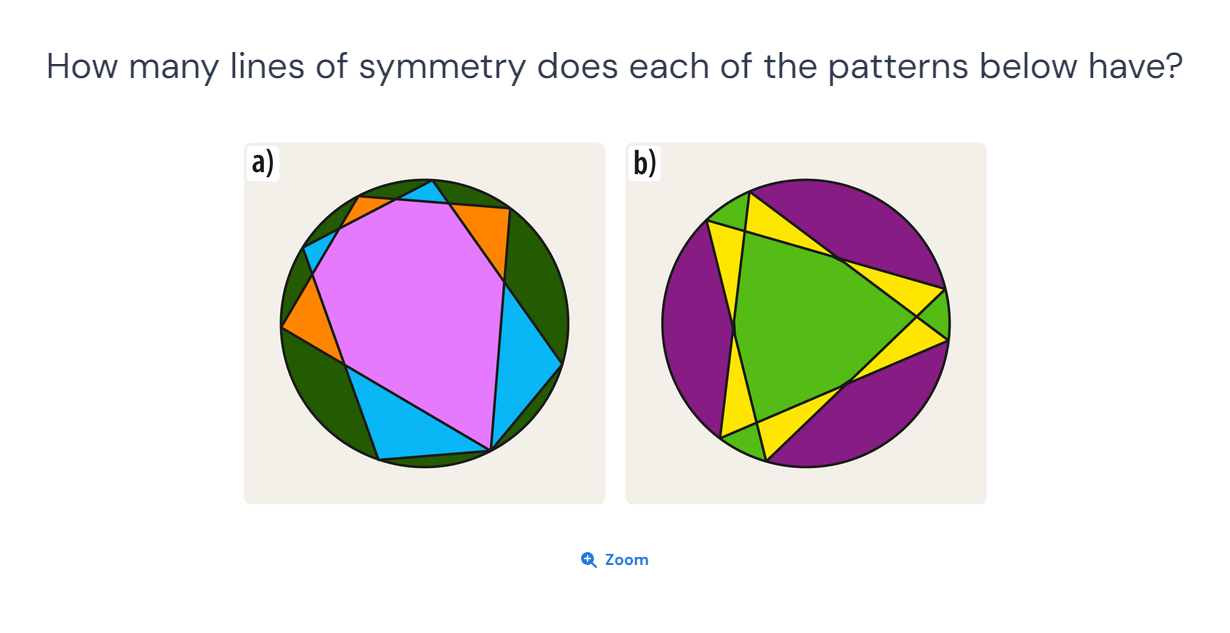 How many lines of symmetry does each of the patterns below have?
a)
b)
Zoom